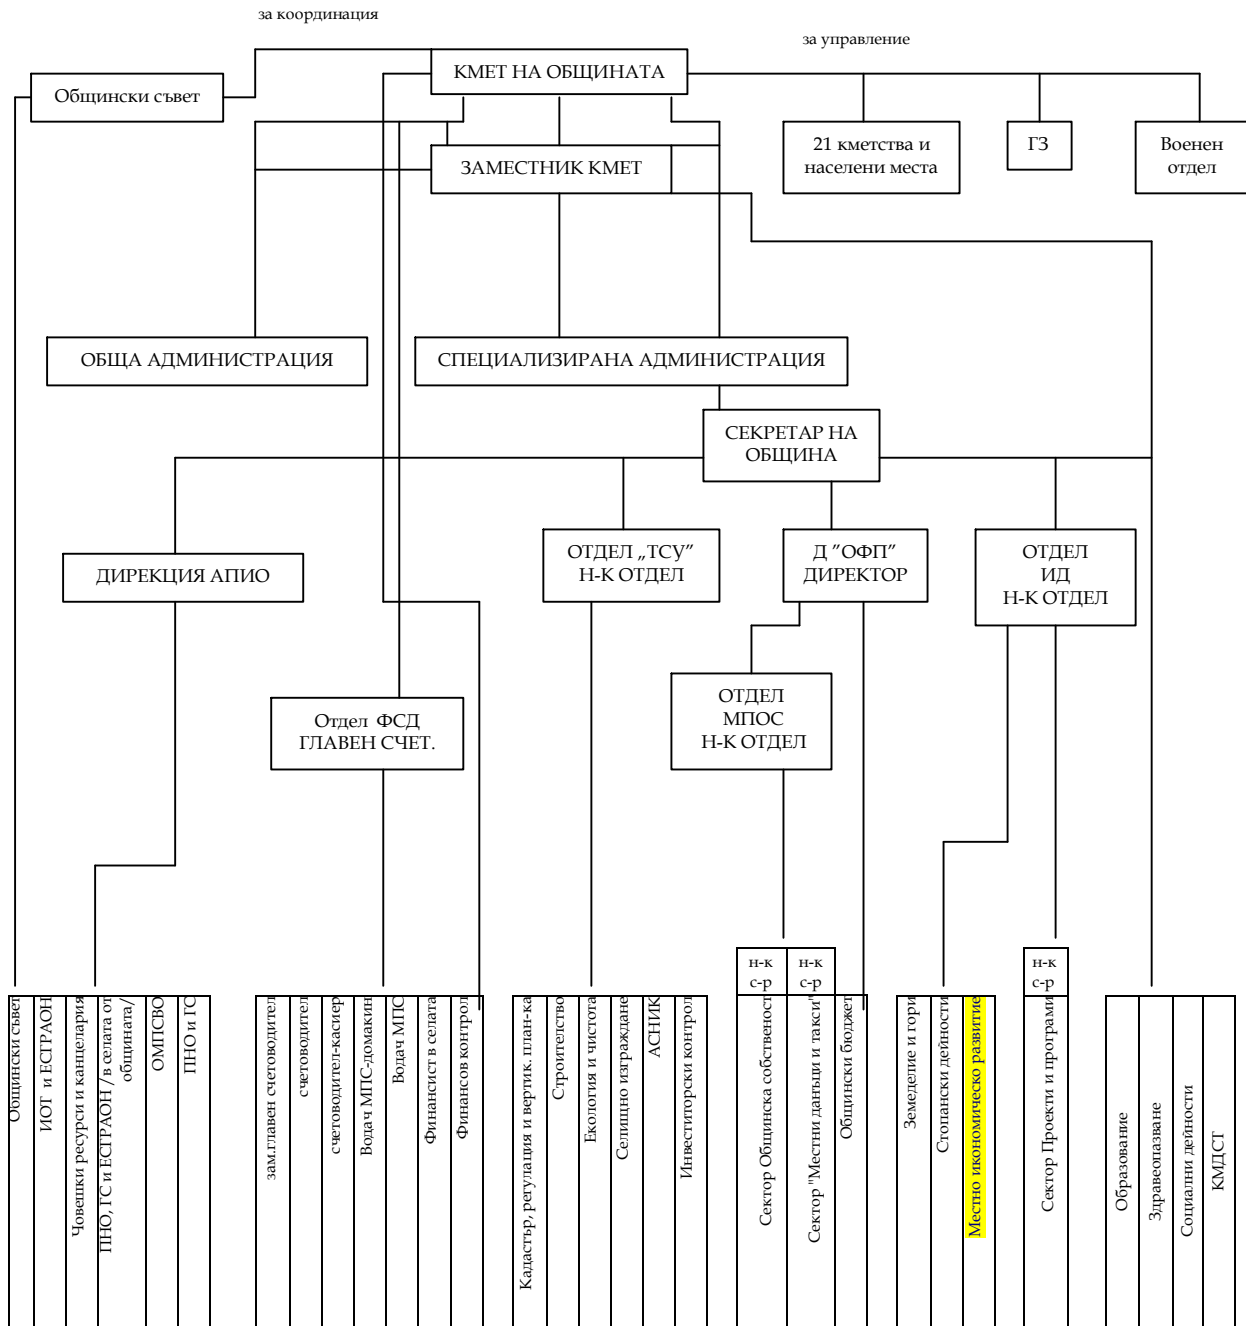 за координация
за управление
КМЕТ НА ОБЩИНАТА
Общински съвет
21 кметства и
населени места
ГЗ
Военен
отдел
ЗАМЕСТНИК КМЕТ
ОБЩА АДМИНИСТРАЦИЯ
СПЕЦИАЛИЗИРАНА АДМИНИСТРАЦИЯ
СЕКРЕТАР НА
ОБЩИНА
ДИРЕКЦИЯ АПИО
ОТДЕЛ „ТСУ”
Н-К ОТДЕЛ
Д ”ОФП”
ДИРЕКТОР
ОТДЕЛ
ИД
Н-К ОТДЕЛ
Отдел ФСД
ГЛАВЕН СЧЕТ.
ОТДЕЛ
МПОС
Н-К ОТДЕЛ
н-к
с-р
н-к
с-р
н-к
с-р
Общински съвет
ИОТ и ЕСГРАОН
Човешки ресурси и канцелария
ПНО, ГС и ЕСГРАОН / в селата от
общината/
ОМПСВО
ПНО и ГС
зам.главен счетоводител
счетоводител
счетоводител-касиер
Водач МПС-домакин
Водач МПС
Финансист в селата
Финансов контрол
Кадастър, регулация и вертик. план-ка
Строителство
Екология и чистота
Селищно изграждане
АСНИК
Инвеститорски контрол
Сектор Общинска собственост
Сектор "Местни данъци и такси"
Общински бюджет
Земеделие и гори
Стопански дейности
Местно икономическо развитие
Сектор Проекти и програми
Образование
Здравеопазване
Социални дейности
КМДСТ